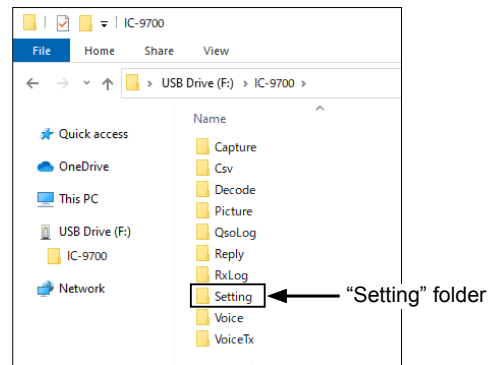 IC-9700
File Home Share View
USB Drive (F:) > IC-9700 >
Name
Quick access
OneDrive
This PC
USB Drive (F:)
IC-9700
Network
Capture
Csv
Decode
Picture
QsoLog
Reply
RxLog
Setting
Voice
VoiceTx
“Setting” folder